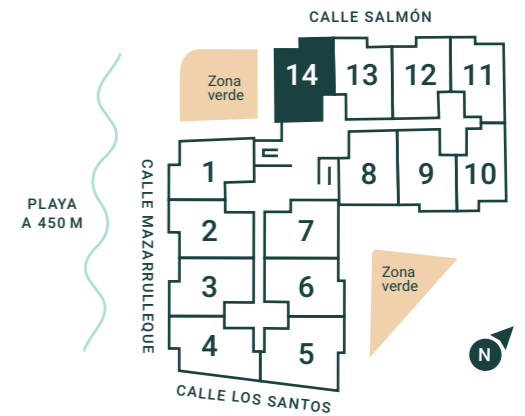 CALLE SALMÓN
14
13
12
11
Zona
verde
1
8
9
10
PLAYA
A 450 M
CALLE MAZARRULLEQUE
2
7
3
6
Zona
verde
4
5
N
CALLE LOS SANTOS